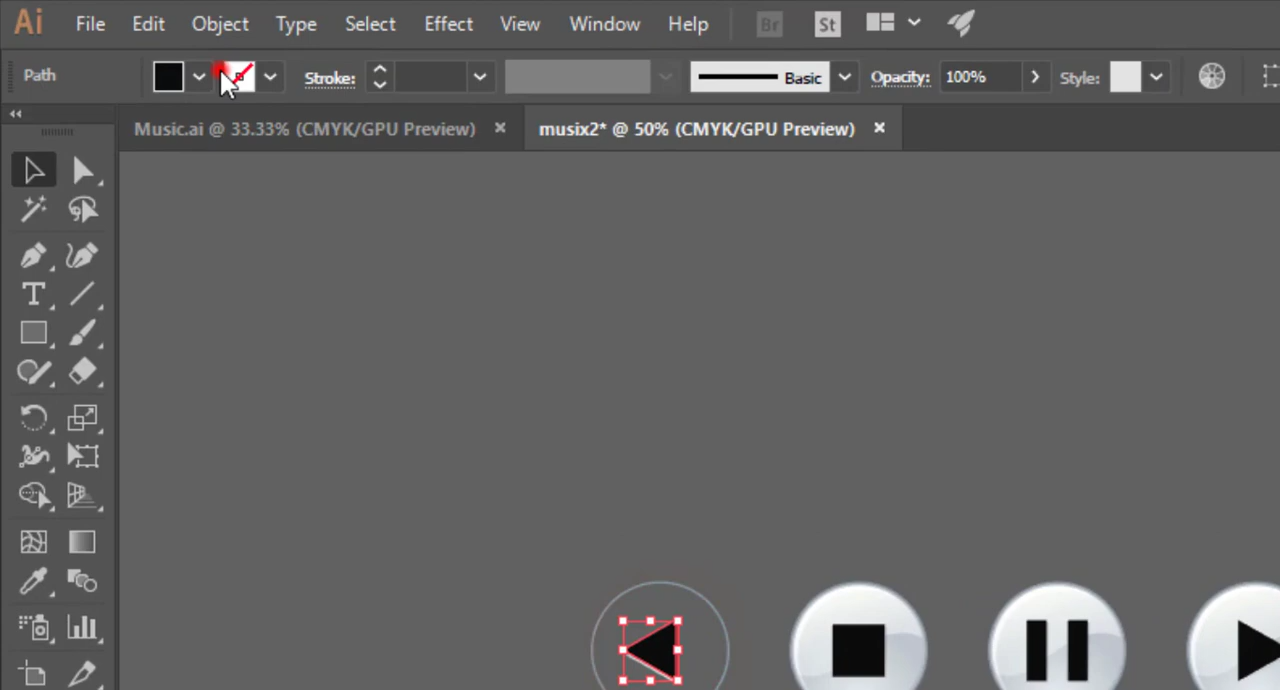 Ai File Edit Object Type Select Effect View Window Help Br St
Path Stroke: Basic Opacity: 100% Style:
Music.ai @ 33.33% (CMYK/GPU Preview) musix2* @ 50% (CMYK/GPU Preview)